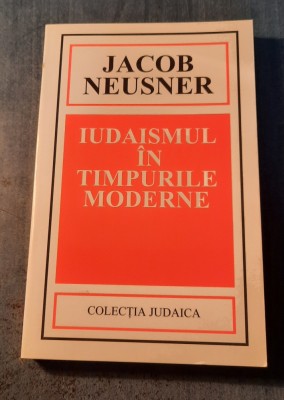 JACOB
NEUSNER
IUDAISMUL
ÎN
TIMPURILE
MODERNE
COLECȚIA JUDAICA